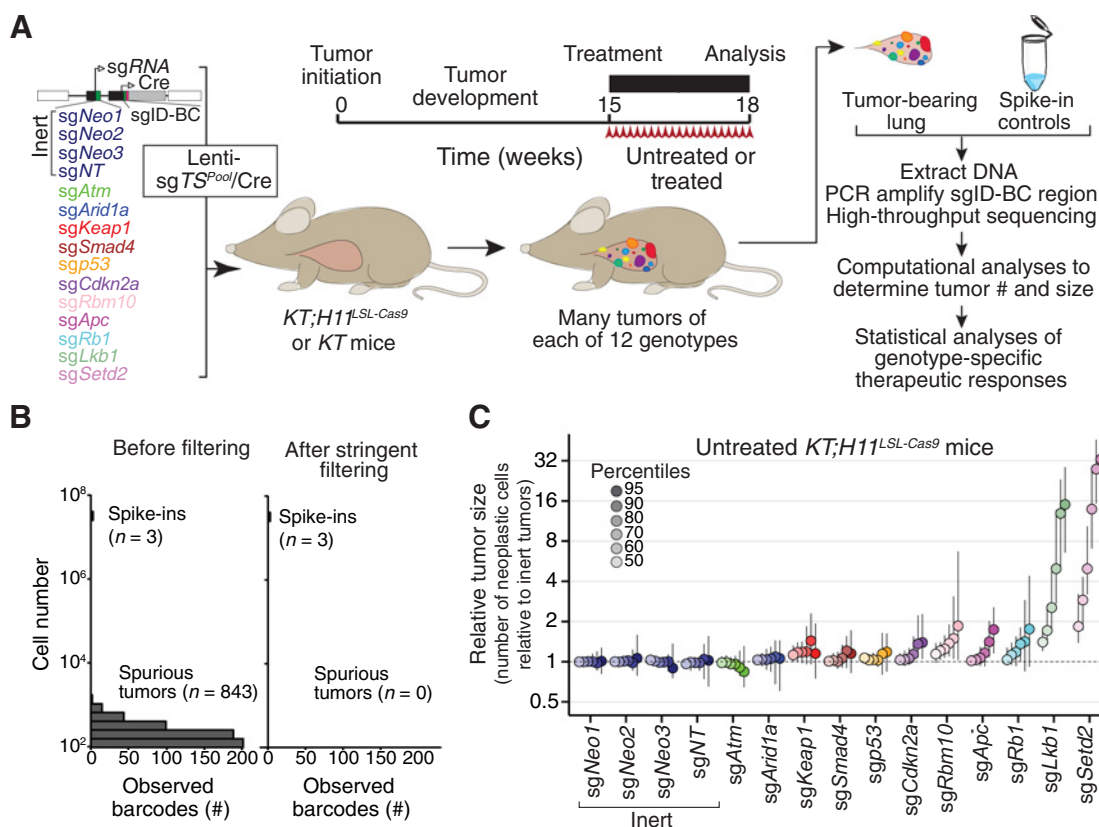 A
sgRNA
Cre
sgID-BC
Inert
sgNeo1
sgNeo2
sgNeo3
sgNT
sgAtm
sgArid1a
sgKeap1
sgSmad4
sgp53
sgCdkn2a
sgRbm10
sgApc
sgRb1
sgLkb1
sgSetd2
Lenti-
sgTS^Pool/Cre
Tumor
initiation
Tumor
development
Treatment
Analysis
0
15
18
Time (weeks)
Untreated or
treated
KT;H11^LSL-Cas9
or KT mice
Many tumors of
each of 12 genotypes
Tumor-bearing
lung
Spike-in
controls
Extract DNA
PCR amplify sgID-BC region
High-throughput sequencing
Computational analyses to
determine tumor # and size
Statistical analyses of
genotype-specific
therapeutic responses
B
Before filtering
After stringent
filtering
Cell number
10^8
10^6
10^4
10^2
Spike-ins
(n = 3)
Spurious
tumors (n = 843)
Spike-ins
(n = 3)
Spurious
tumors (n = 0)
0 50 100 150 200
0 50 100 150 200
Observed
barcodes (#)
Observed
barcodes (#)
C
Untreated KT;H11^LSL-Cas9 mice
Relative tumor size
(number of neoplastic cells
relative to inert tumors)
32
16
8
4
2
1
0.5
Percentiles
95
90
80
70
60
50
sgNeo1
sgNeo2
sgNeo3
sgNT
sgAtm
sgArid1a
sgKeap1
sgSmad4
sgp53
sgCdkn2a
sgRbm10
sgApc
sgRb1
sgLkb1
sgSetd2
Inert